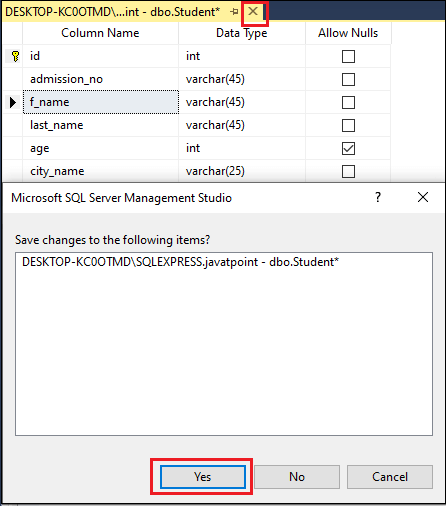 DESKTOP-KC0OTMD\...int - dbo.Student*
Column Name Data Type Allow Nulls
id int
admission_no varchar(45)
f_name varchar(45)
last_name varchar(45)
age int
city_name varchar(25)
Microsoft SQL Server Management Studio
Save changes to the following items?
DESKTOP-KC0OTMD\SQLEXPRESS.javatpoint - dbo.Student*
Yes No Cancel